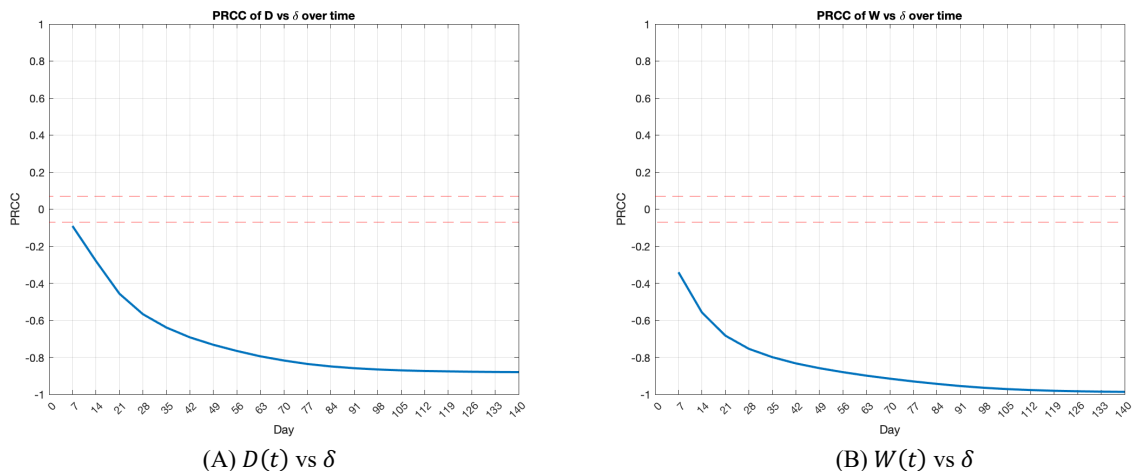 PRCC of D vs δ over time
1
0.8
0.6
0.4
0.2
0
-0.2
-0.4
-0.6
-0.8
-1
PRCC
0 7 14 21 28 35 42 49 56 63 70 77 84 91 98 105 112 119 126 133 140
Day
(A) D(t) vs δ
PRCC of W vs δ over time
1
0.8
0.6
0.4
0.2
0
-0.2
-0.4
-0.6
-0.8
-1
PRCC
0 7 14 21 28 35 42 49 56 63 70 77 84 91 98 105 112 119 126 133 140
Day
(B) W(t) vs δ